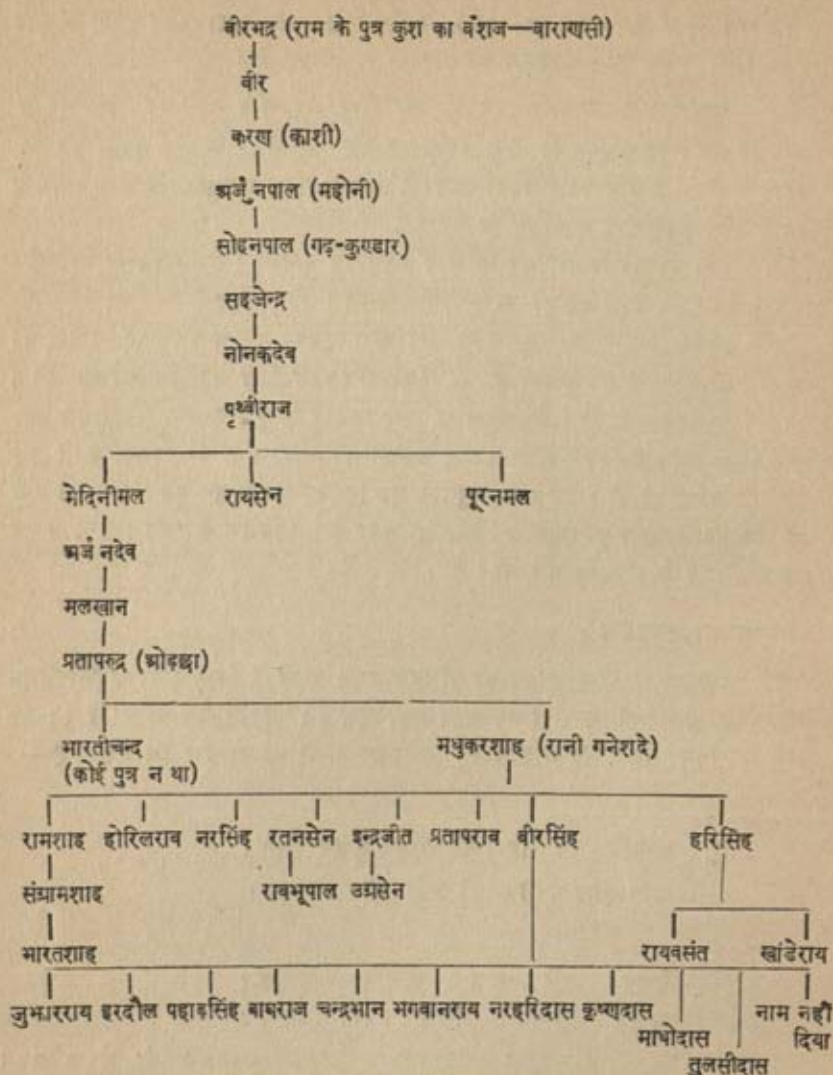 बीरभद्र (राम के पुत्र कुश का वंशज—वाराणसी)
वीर
करण (काशी)
अर्जुनपाल (महोनी)
सोहनपाल (गढ़-कुण्डार)
सहजेन्द्र
नोनकदेव
पृथ्वीराज
मेदिनीमल रायसेन पूरनमल
अर्जुनदेव
मलखान
प्रतापरुद्र (ओड़छा)
भारतीचन्द मधुकरशाह (रानी गनेशदे)
(कोई पुत्र न था)
रामशाह होरिलराव नरसिंह रतनसेन इन्द्रजीत प्रतापराव बीरसिंह हरिसिंह
संग्रामशाह रावभूपाल उग्रसेन
भारतशाह रायवसंत खांडेराय
जुझारराय हरदौल पहाड़सिंह बाघराज चन्द्रभान भगवानराय नरहरिदास कृष्णदास नाम नहीं
माधोदास दिया
तुलसीदास